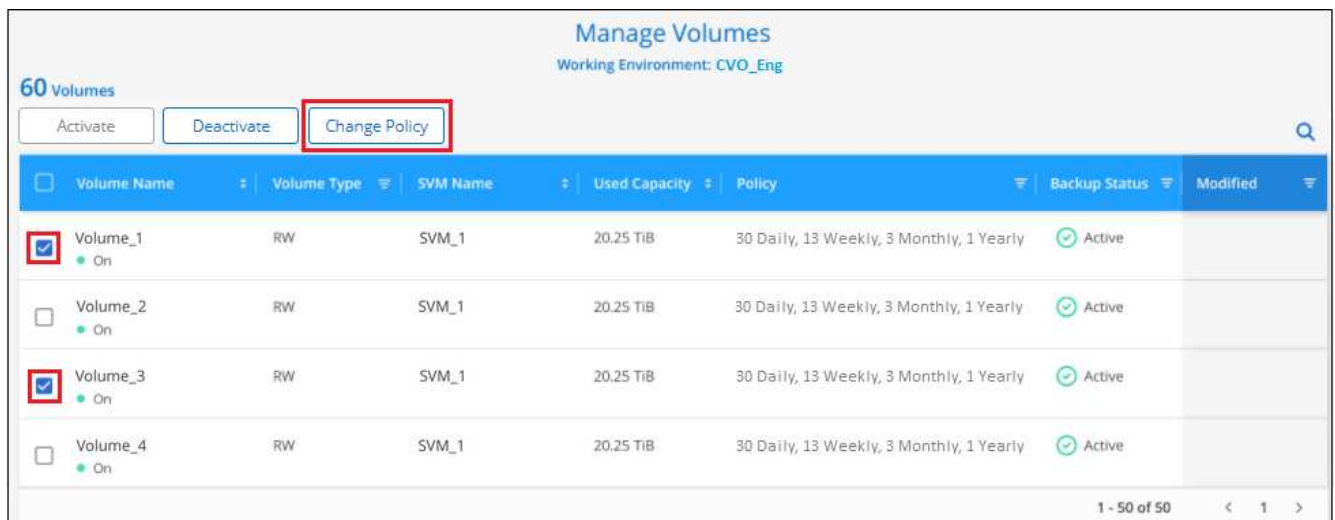 Manage Volumes
Working Environment: CVO_Eng
60 Volumes
Activate Deactivate Change Policy
Volume Name Volume Type SVM Name Used Capacity Policy Backup Status Modified
Volume_1 RW SVM_1 20.25 TiB 30 Daily, 13 Weekly, 3 Monthly, 1 Yearly Active
On
Volume_2 RW SVM_1 20.25 TiB 30 Daily, 13 Weekly, 3 Monthly, 1 Yearly Active
On
Volume_3 RW SVM_1 20.25 TiB 30 Daily, 13 Weekly, 3 Monthly, 1 Yearly Active
On
Volume_4 RW SVM_1 20.25 TiB 30 Daily, 13 Weekly, 3 Monthly, 1 Yearly Active
On
1 - 50 of 50 < 1 >